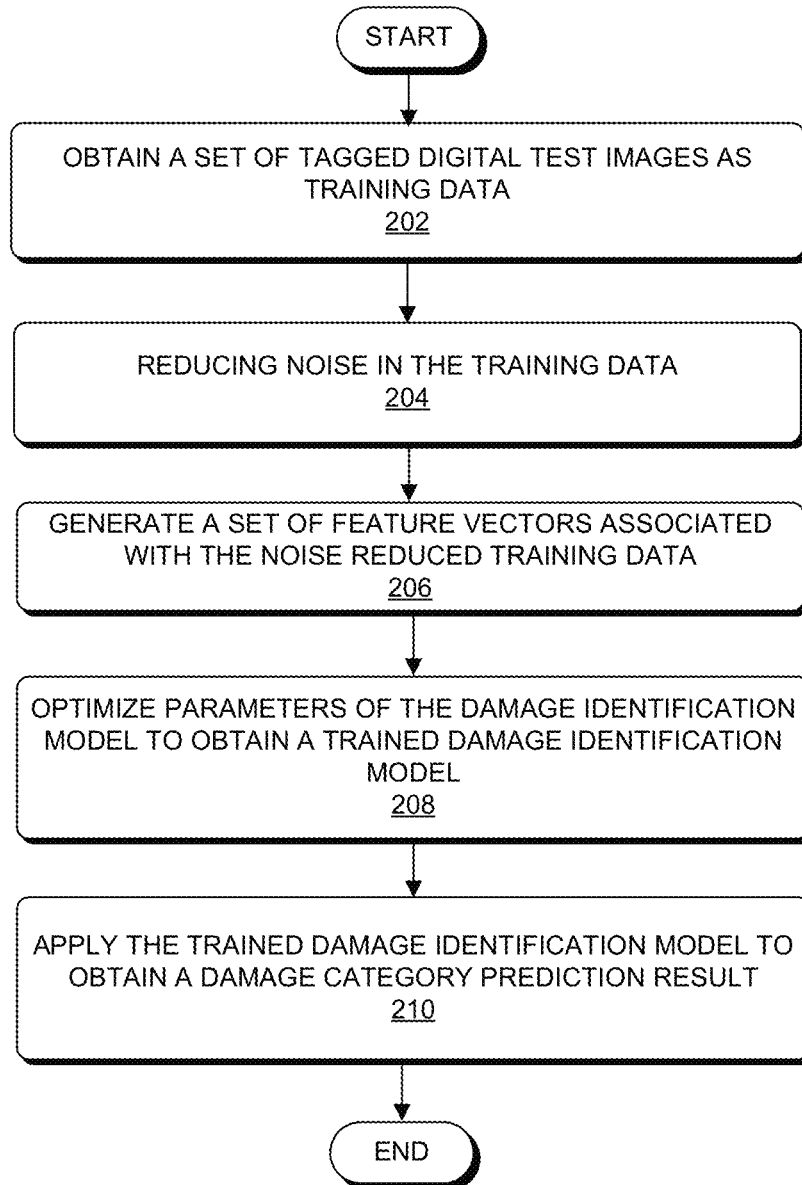 START
OBTAIN A SET OF TAGGED DIGITAL TEST IMAGES AS
TRAINING DATA
202
REDUCING NOISE IN THE TRAINING DATA
204
GENERATE A SET OF FEATURE VECTORS ASSOCIATED
WITH THE NOISE REDUCED TRAINING DATA
206
OPTIMIZE PARAMETERS OF THE DAMAGE IDENTIFICATION
MODEL TO OBTAIN A TRAINED DAMAGE IDENTIFICATION
MODEL
208
APPLY THE TRAINED DAMAGE IDENTIFICATION MODEL TO
OBTAIN A DAMAGE CATEGORY PREDICTION RESULT
210
END